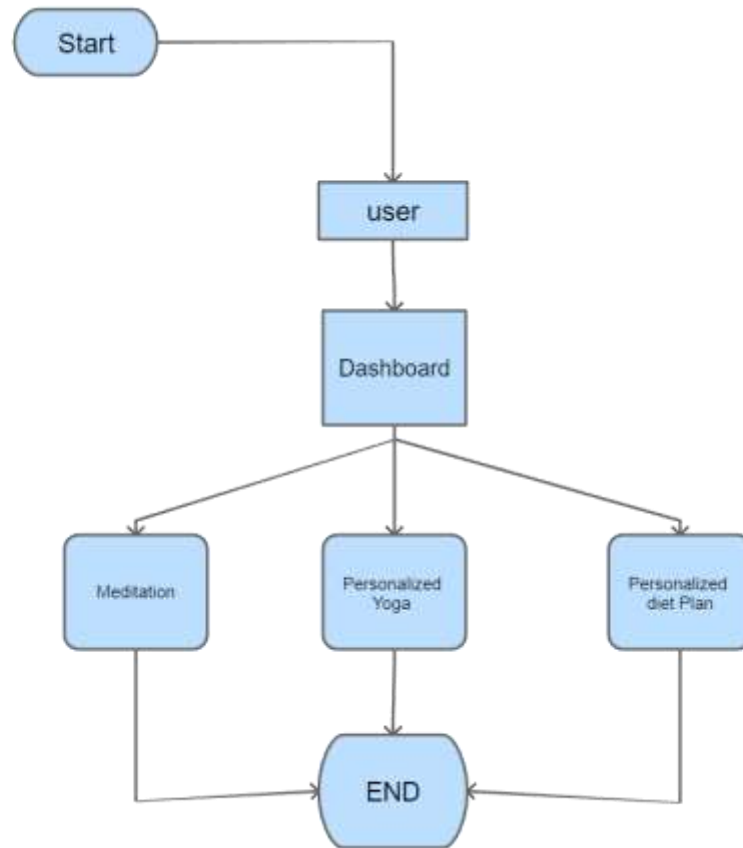 Start
user
Dashboard
Meditation
Personalized
Yoga
Personalized
diet Plan
END